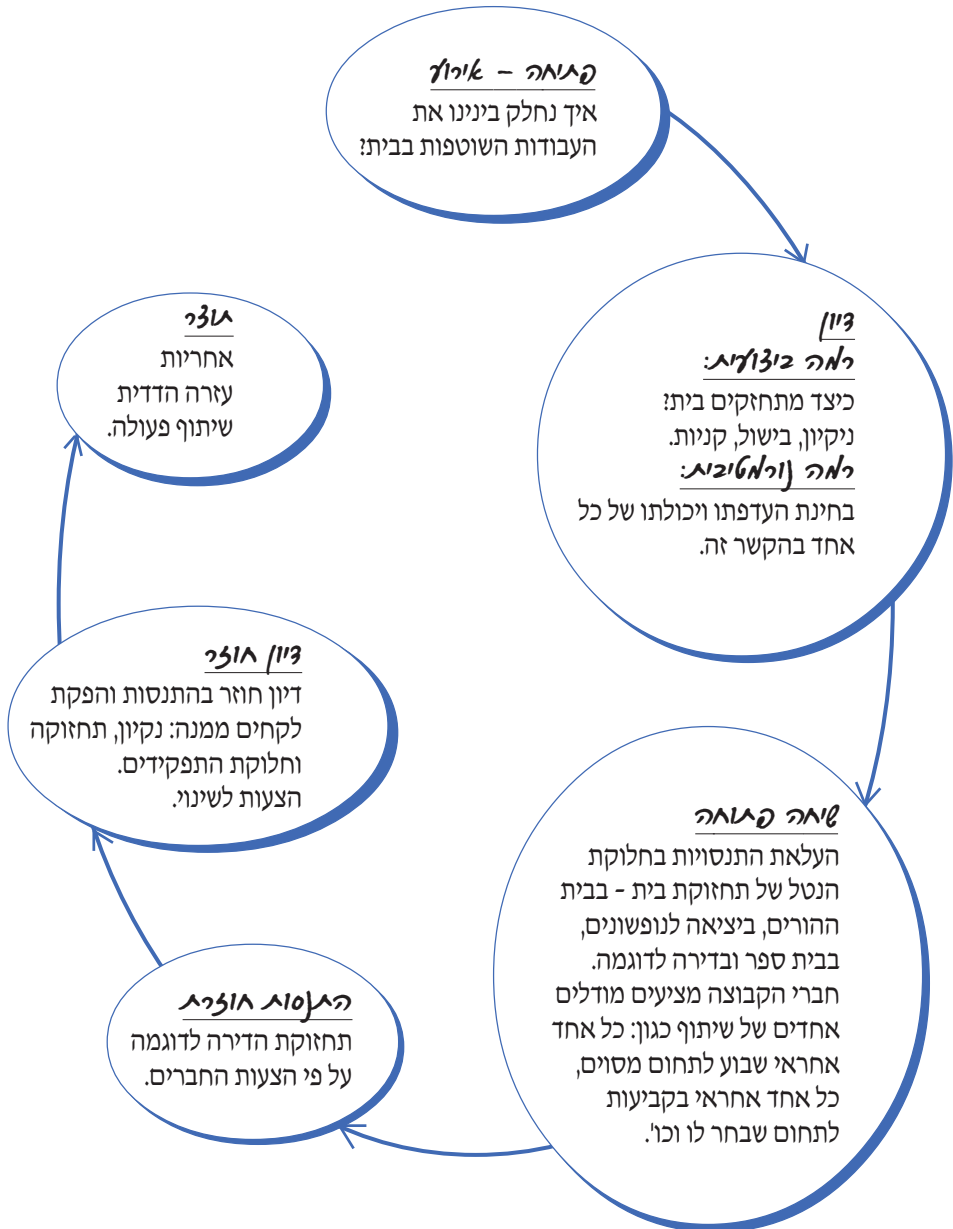 פתיחה – אירוע
איך נחלק בינינו את
העבודות השוטפות בבית?
דיון
רמה ביצועית:
כיצד מתחזקים בית?
ניקיון, בישול, קניות.
רמה נורמטיבית:
בחינת העדפתו ויכולתו של כל
אחד בהקשר זה.
שיחה פתוחה
העלאת התנסויות בחלוקת
הנטל של תחזוקת בית - בבית
ההורים, ביציאה לנופשונים,
בבית ספר ובדירה לדוגמה.
חברי הקבוצה מציעים מודלים
אחדים של שיתוף כגון: כל אחד
אחראי שבוע לתחום מסוים,
כל אחד אחראי בקביעות
לתחום שבחר לו וכו'.
התנסות חוזרת
תחזוקת הדירה לדוגמה
על פי הצעות החברים.
דיון חוזר
דיון חוזר בהתנסות והפקת
לקחים ממנה: נקיון, תחזוקה
וחלוקת התפקידים.
הצעות לשינוי.
תוצר
אחריות
עזרה הדדית
שיתוף פעולה.